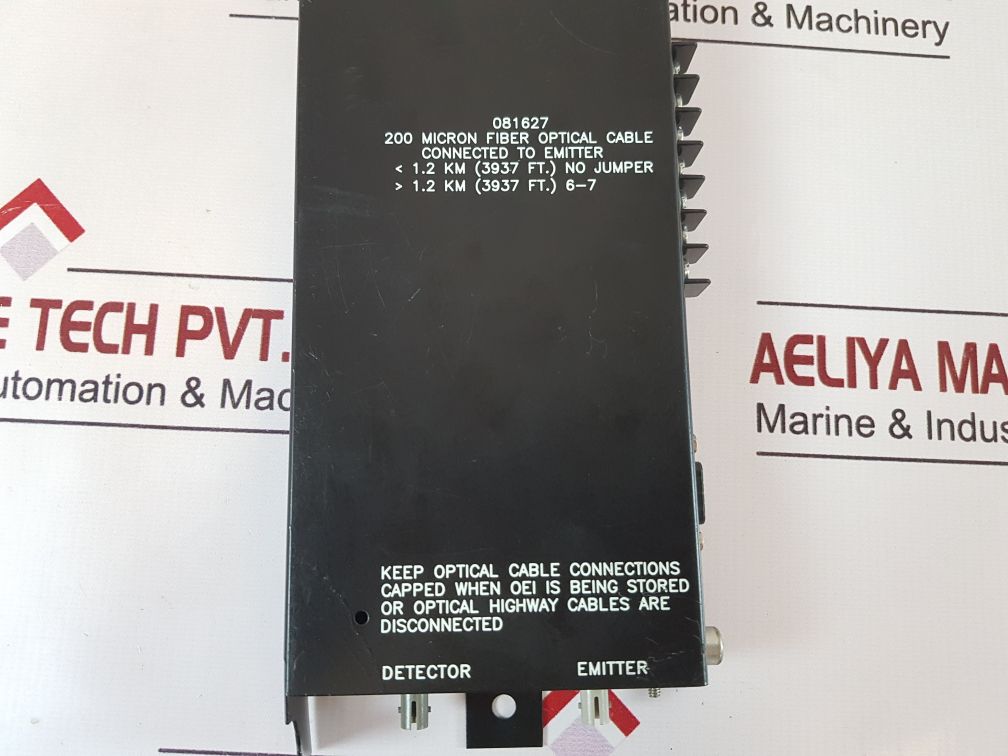 ation & Machinery
081627
200 MICRON FIBER OPTICAL CABLE
CONNECTED TO EMITTER
< 1.2 KM (3937 FT.) NO JUMPER
> 1.2 KM (3937 FT.) 6-7
E TECH PVT.
utomation & Mac
AELIYA MA
Marine & Indus
KEEP OPTICAL CABLE CONNECTIONS
CAPPED WHEN OEI IS BEING STORED
OR OPTICAL HIGHWAY CABLES ARE
DISCONNECTED
DETECTOR EMITTER